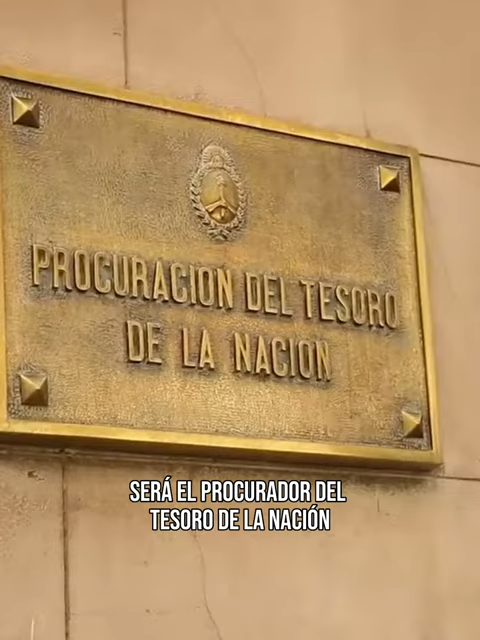 PROCURACION DEL TESORO
DE LA NACION
SERÁ EL PROCURADOR DEL
TESORO DE LA NACIÓN